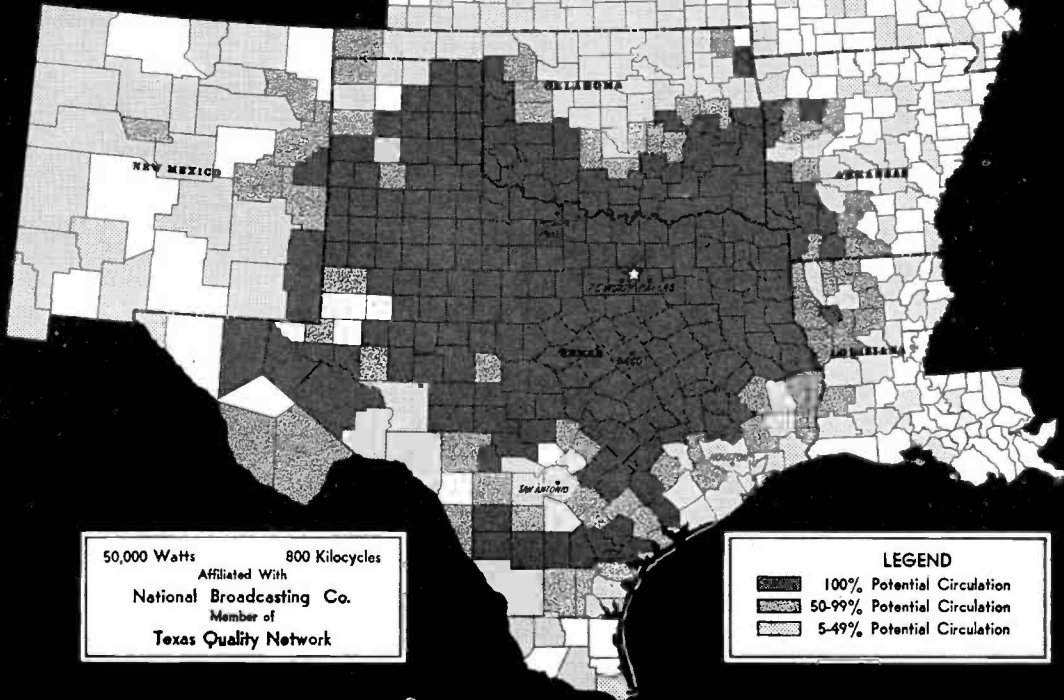 OKLAHOMA
NEW MEXICO
ARKANSAS
TEXAS
WACO
LOUISIANA
HOUSTON
SAN ANTONIO
50,000 Watts 800 Kilocycles
Affiliated With
National Broadcasting Co.
Member of
Texas Quality Network
LEGEND
100% Potential Circulation
50-99% Potential Circulation
5-49% Potential Circulation